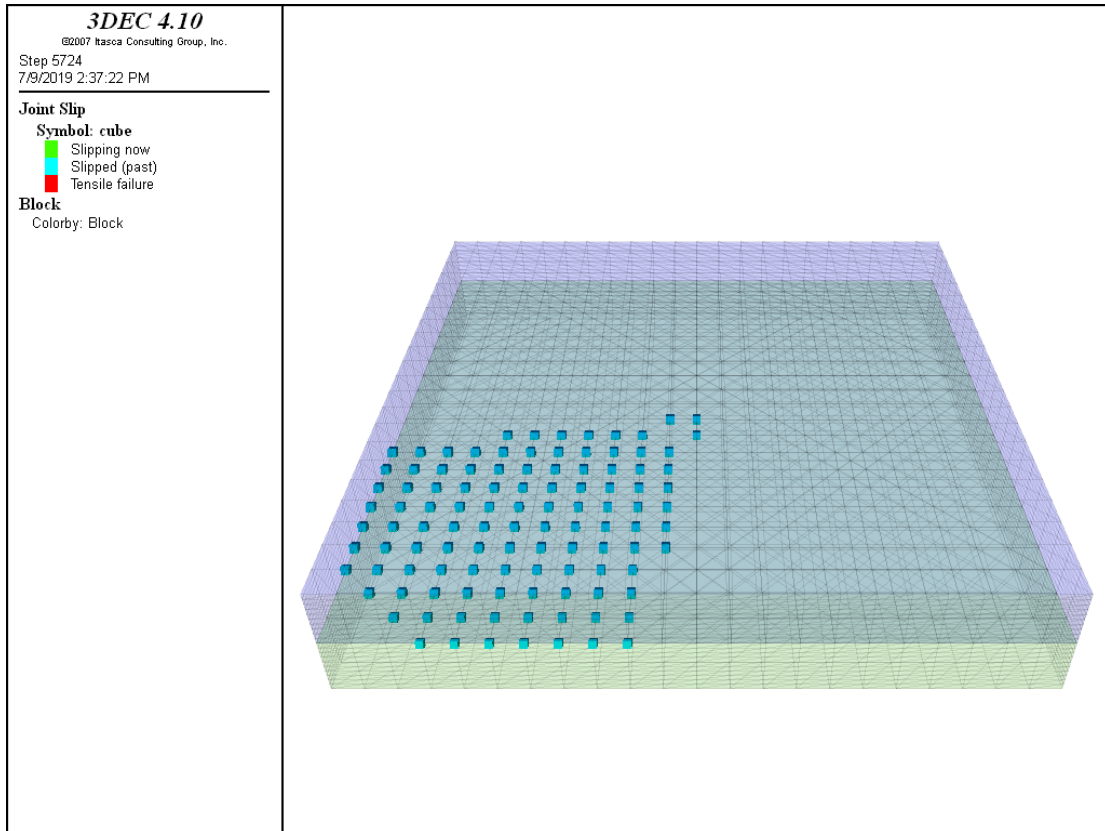 3DEC 4.10
©2007 Itasca Consulting Group, Inc.
Step 5724
7/9/2019 2:37:22 PM
Joint Slip
Symbol: cube
Slipping now
Slipped (past)
Tensile failure
Block
Colorby: Block